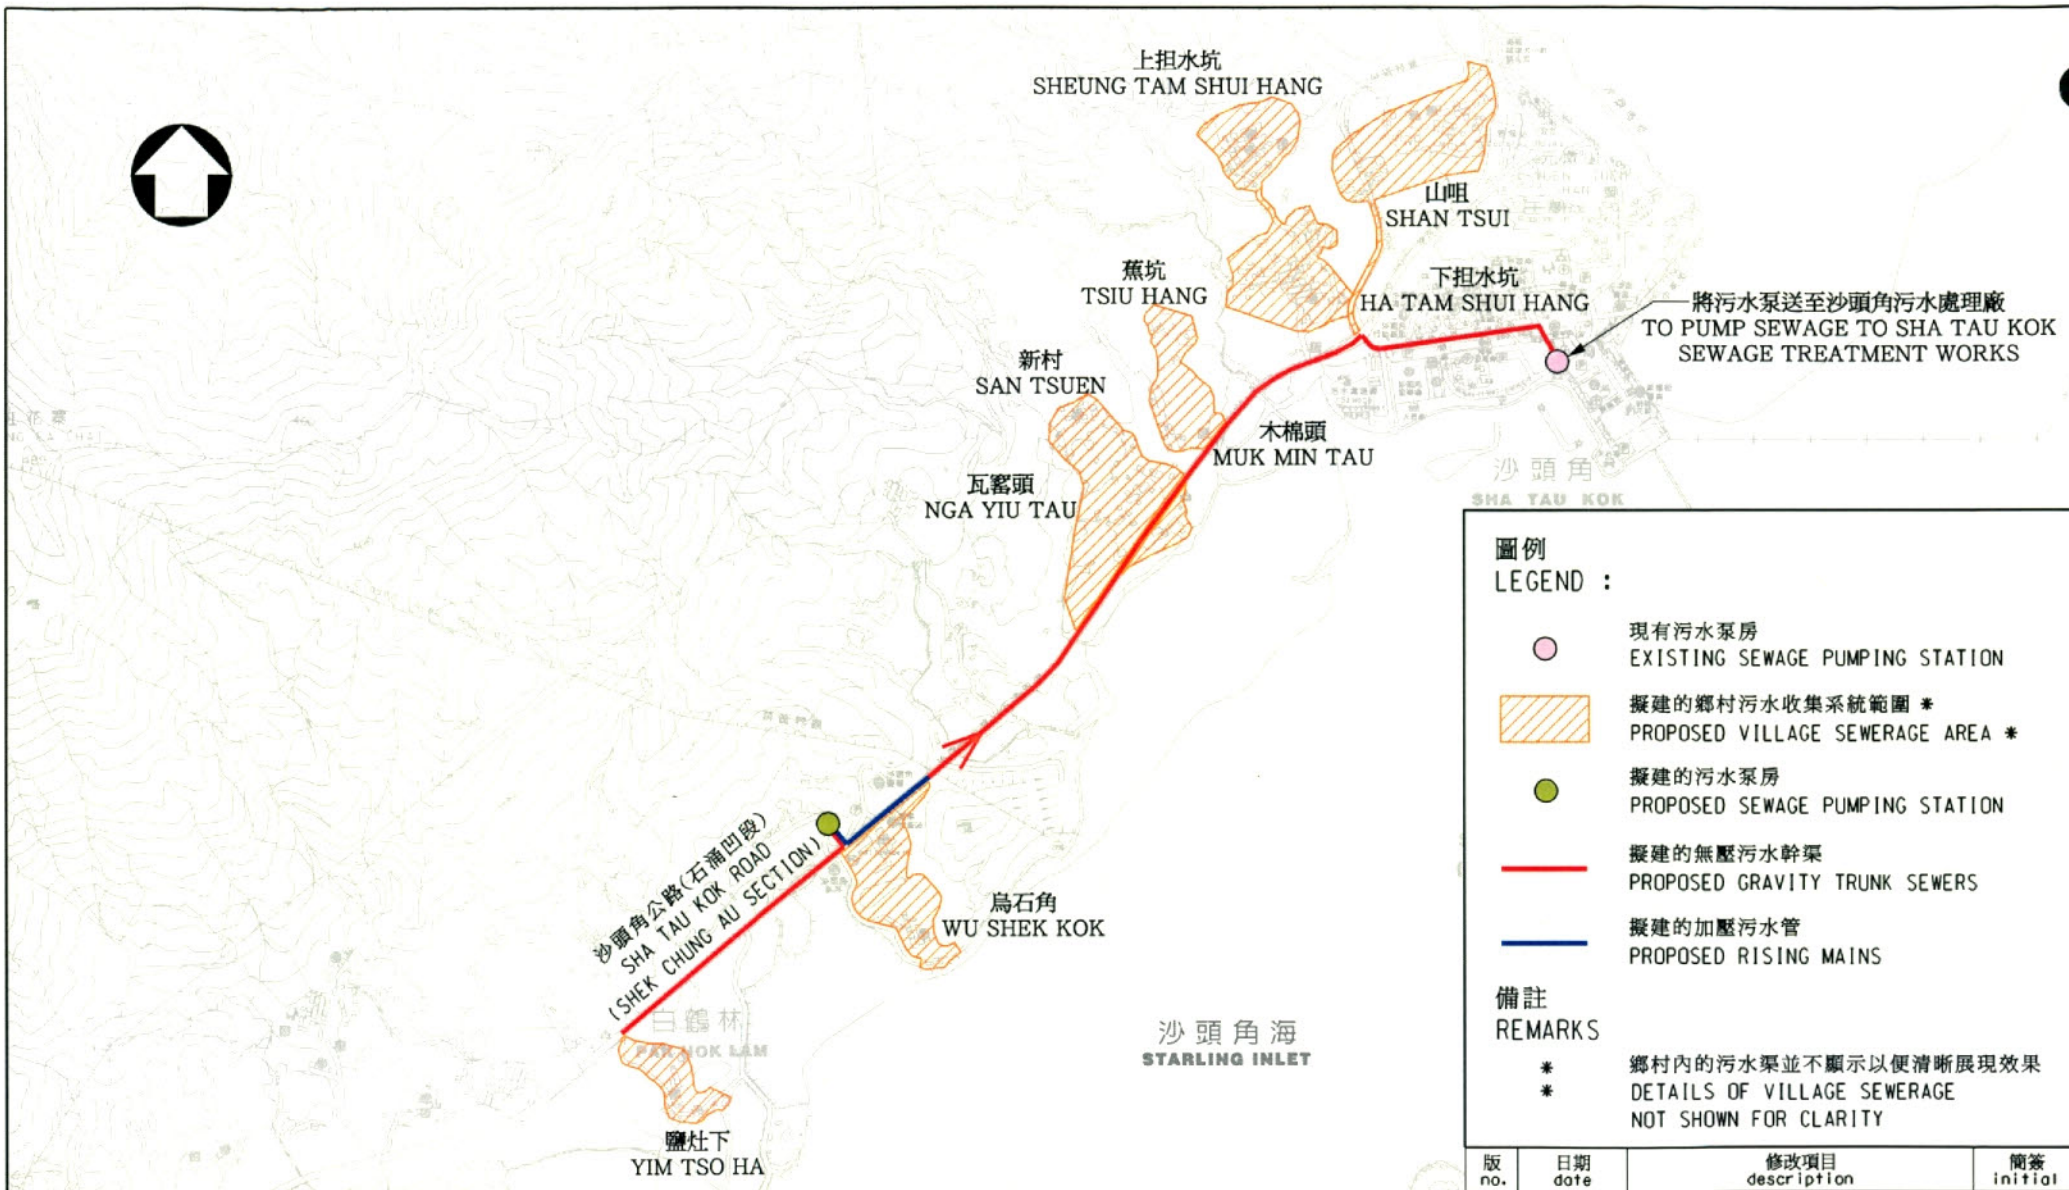 上担水坑
SHEUNG TAM SHUI HANG
山咀
SHAN TSUI
蕉坑
TSIU HANG
下担水坑
HA TAM SHUI HANG
將污水泵送至沙頭角污水處理廠
TO PUMP SEWAGE TO SHA TAU KOK
SEWAGE TREATMENT WORKS
新村
SAN TSUEN
木棉頭
MUK MIN TAU
瓦窰頭
NGA YIU TAU
沙頭角
SHA TAU KOK
沙頭角公路(石涌凹段)
SHA TAU KOK ROAD
(SHEK CHUNG AU SECTION)
烏石角
WU SHEK KOK
白鶴林
PAK HOK LAM
沙頭角海
STARLING INLET
鹽灶下
YIM TSO HA
圖例
LEGEND :
現有污水泵房
EXISTING SEWAGE PUMPING STATION
擬建的鄉村污水收集系統範圍 *
PROPOSED VILLAGE SEWERAGE AREA *
擬建的污水泵房
PROPOSED SEWAGE PUMPING STATION
擬建的無壓污水幹渠
PROPOSED GRAVITY TRUNK SEWERS
擬建的加壓污水管
PROPOSED RISING MAINS
備註
REMARKS
* 鄉村內的污水渠並不顯示以便清晰展現效果
* DETAILS OF VILLAGE SEWERAGE
NOT SHOWN FOR CLARITY
版 日期 修改項目 簡簽
no. date description initial